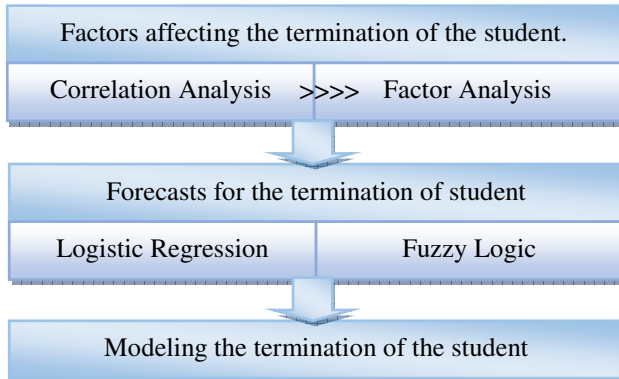 Factors affecting the termination of the student.
Correlation Analysis >>>> Factor Analysis
Forecasts for the termination of student
Logistic Regression Fuzzy Logic
Modeling the termination of the student